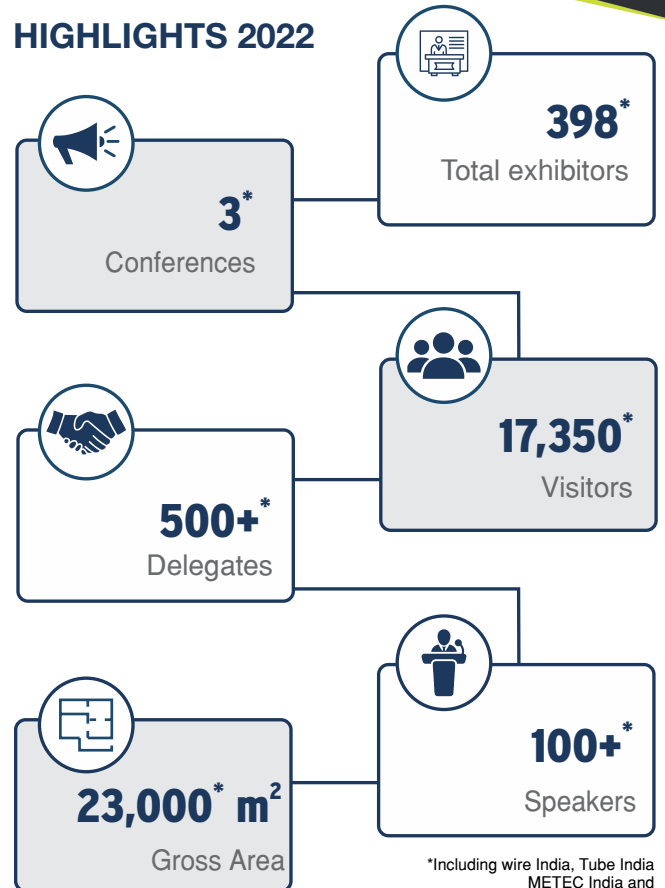 HIGHLIGHTS 2022
398*
Total exhibitors
3*
Conferences
17,350*
Visitors
500+*
Delegates
100+*
Speakers
23,000* m²
Gross Area
*Including wire India, Tube India
METEC India and